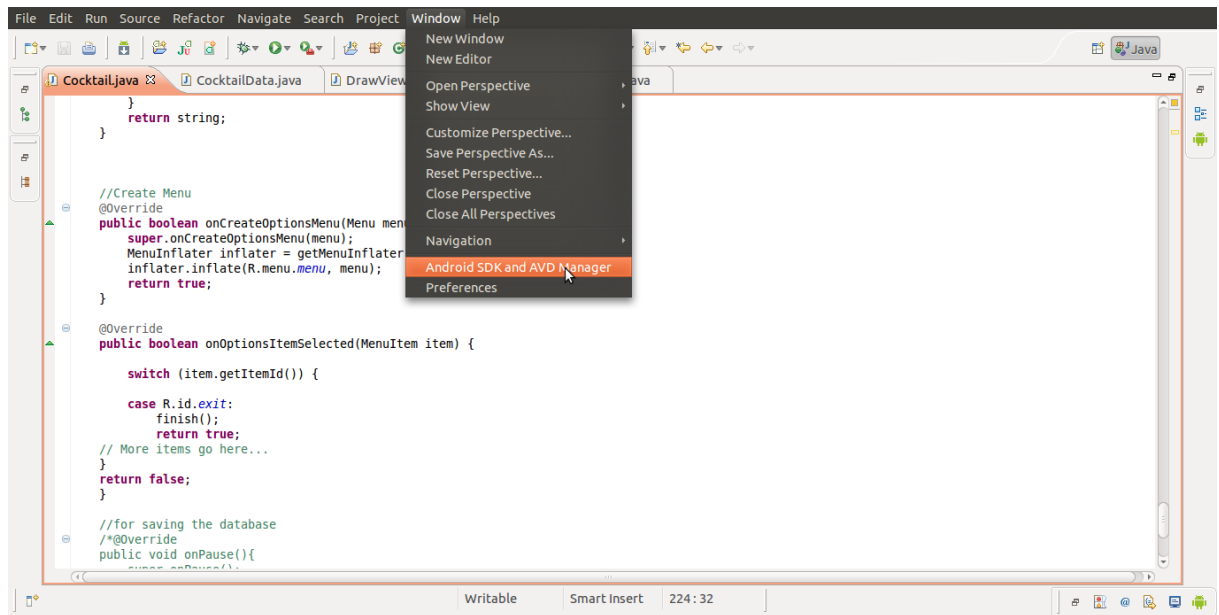 File Edit Run Source Refactor Navigate Search Project Window Help
New Window
New Editor
Open Perspective
Show View
Customize Perspective...
Save Perspective As...
Reset Perspective...
Close Perspective
Close All Perspectives
Navigation
Android SDK and AVD Manager
Preferences
Java
Cocktail.java CocktailData.java DrawView ava
}
return string;
}
//Create Menu
@Override
public boolean onCreateOptionsMenu(Menu men
super.onCreateOptionsMenu(menu);
MenuInflater inflater = getMenuInflater
inflater.inflate(R.menu.menu, menu);
return true;
}
@Override
public boolean onOptionsItemSelected(MenuItem item) {
switch (item.getItemId()) {
case R.id.exit:
finish();
return true;
// More items go here...
}
return false;
}
//for saving the database
/*@Override
public void onPause(){
super.onPause();
Writable Smart Insert 224:32